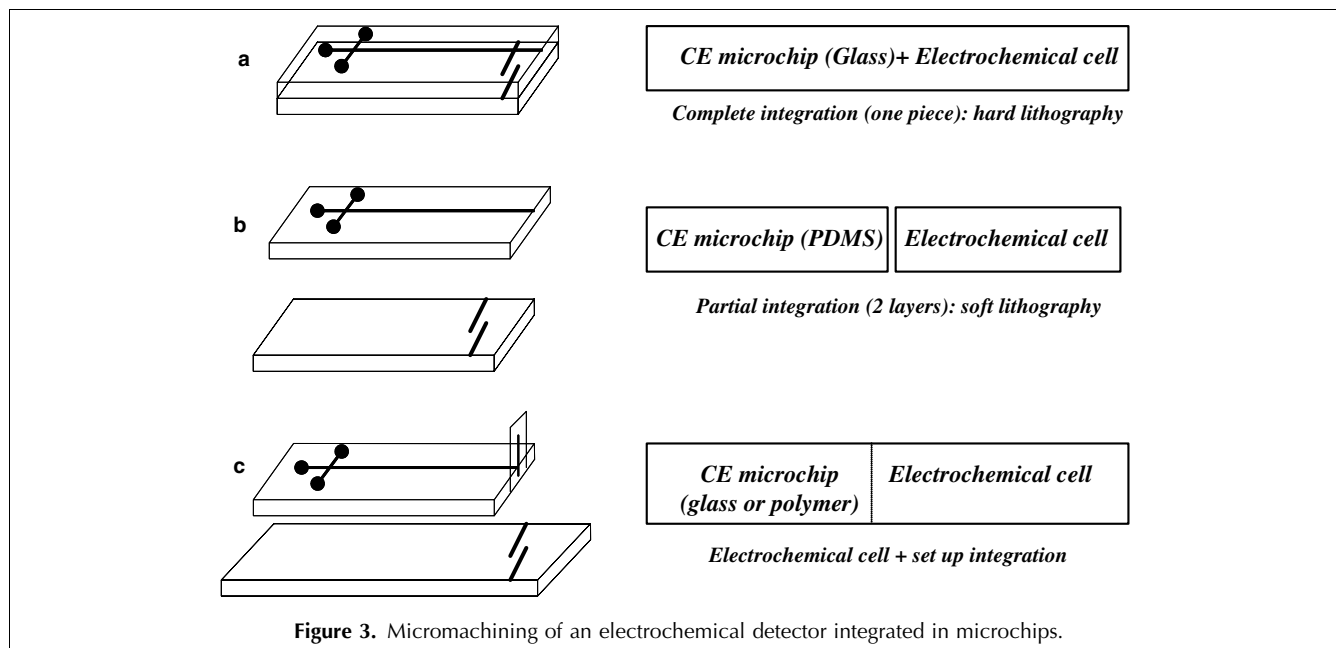 a
CE microchip (Glass)+ Electrochemical cell
Complete integration (one piece): hard lithography
b
CE microchip (PDMS)
Electrochemical cell
Partial integration (2 layers): soft lithography
c
CE microchip
(glass or polymer)
Electrochemical cell
Electrochemical cell + set up integration
Figure 3. Micromachining of an electrochemical detector integrated in microchips.